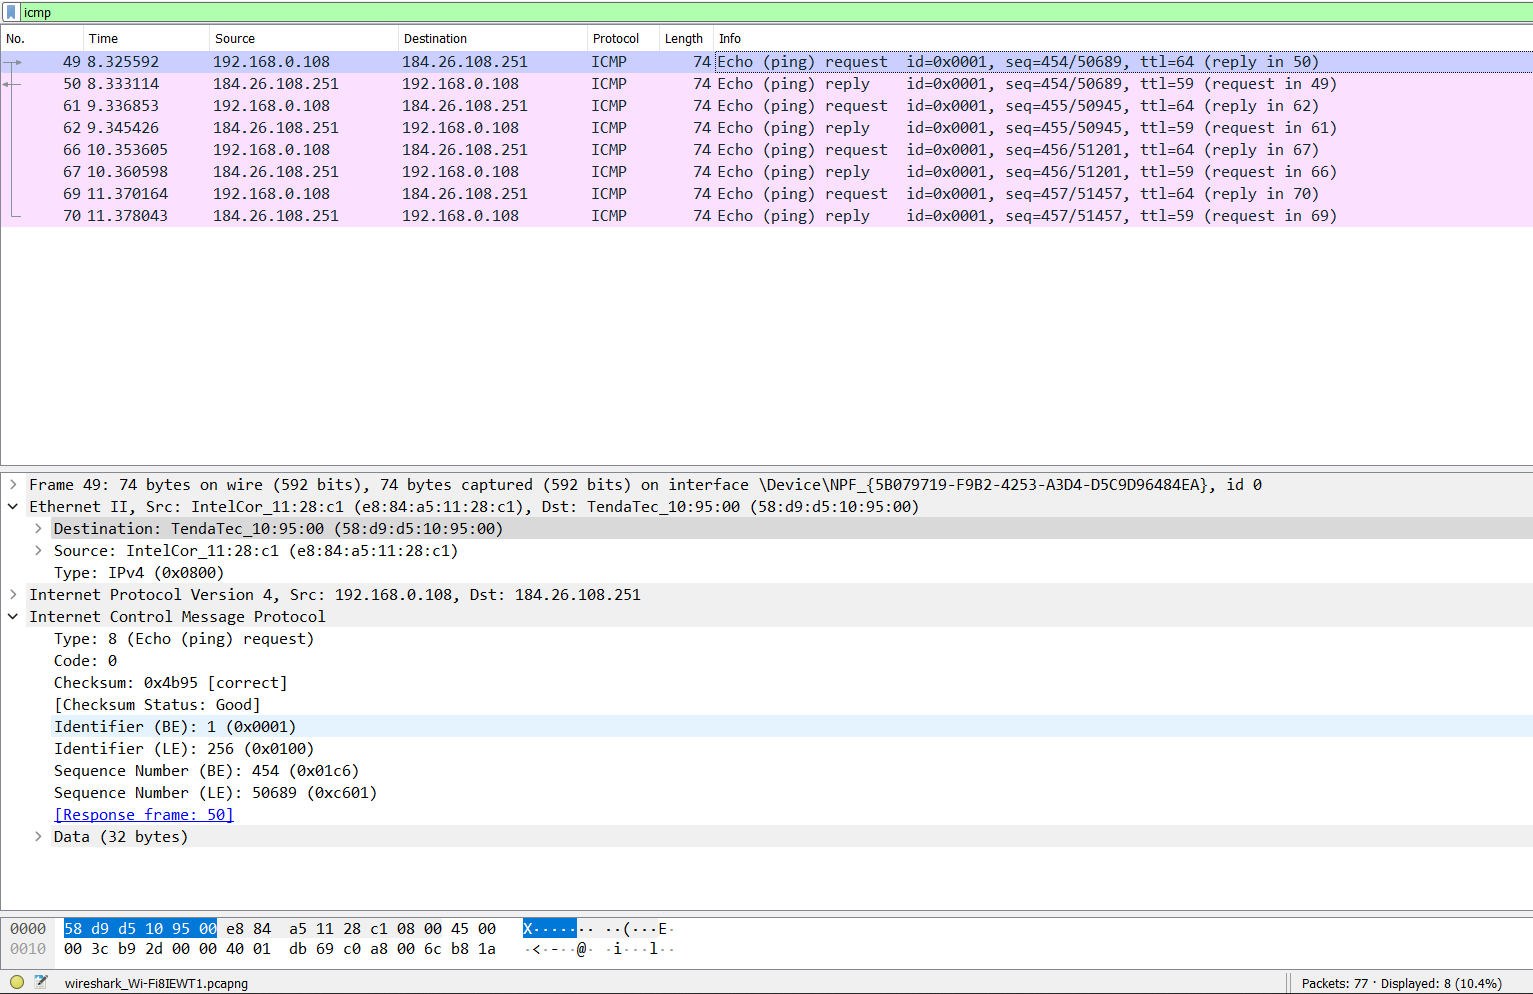 icmp
No. Time Source Destination Protocol Length Info
49 8.325592 192.168.0.108 184.26.108.251 ICMP 74 Echo (ping) request id=0x0001, seq=454/50689, ttl=64 (reply in 50)
50 8.333114 184.26.108.251 192.168.0.108 ICMP 74 Echo (ping) reply id=0x0001, seq=454/50689, ttl=59 (request in 49)
61 9.336853 192.168.0.108 184.26.108.251 ICMP 74 Echo (ping) request id=0x0001, seq=455/50945, ttl=64 (reply in 62)
62 9.345426 184.26.108.251 192.168.0.108 ICMP 74 Echo (ping) reply id=0x0001, seq=455/50945, ttl=59 (request in 61)
66 10.353605 192.168.0.108 184.26.108.251 ICMP 74 Echo (ping) request id=0x0001, seq=456/51201, ttl=64 (reply in 67)
67 10.360598 184.26.108.251 192.168.0.108 ICMP 74 Echo (ping) reply id=0x0001, seq=456/51201, ttl=59 (request in 66)
69 11.370164 192.168.0.108 184.26.108.251 ICMP 74 Echo (ping) request id=0x0001, seq=457/51457, ttl=64 (reply in 70)
70 11.378043 184.26.108.251 192.168.0.108 ICMP 74 Echo (ping) reply id=0x0001, seq=457/51457, ttl=59 (request in 69)
Frame 49: 74 bytes on wire (592 bits), 74 bytes captured (592 bits) on interface \Device\NPF_{5B079719-F9B2-4253-A3D4-D5C9D96484EA}, id 0
Ethernet II, Src: IntelCor_11:28:c1 (e8:84:a5:11:28:c1), Dst: TendaTec_10:95:00 (58:d9:d5:10:95:00)
Destination: TendaTec_10:95:00 (58:d9:d5:10:95:00)
Source: IntelCor_11:28:c1 (e8:84:a5:11:28:c1)
Type: IPv4 (0x0800)
Internet Protocol Version 4, Src: 192.168.0.108, Dst: 184.26.108.251
Internet Control Message Protocol
Type: 8 (Echo (ping) request)
Code: 0
Checksum: 0x4b95 [correct]
[Checksum Status: Good]
Identifier (BE): 1 (0x0001)
Identifier (LE): 256 (0x0100)
Sequence Number (BE): 454 (0x01c6)
Sequence Number (LE): 50689 (0xc601)
[Response frame: 50]
Data (32 bytes)
0000 58 d9 d5 10 95 00 e8 84 a5 11 28 c1 08 00 45 00 X······· ··(···E·
0010 00 3c b9 2d 00 00 40 01 db 69 c0 a8 00 6c b8 1a ·<·-··@· ·i···l··
wireshark_Wi-Fi8IEWT1.pcapng Packets: 77 · Displayed: 8 (10.4%)